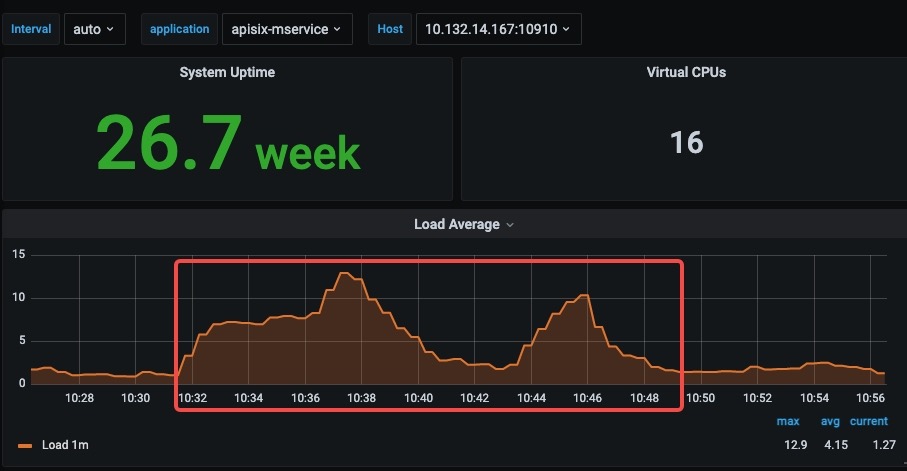 Interval auto application apisix-mservice Host 10.132.14.167:10910
System Uptime
Virtual CPUs
26.7 week
16
Load Average
15
10
5
0
10:28 10:30 10:32 10:34 10:36 10:38 10:40 10:42 10:44 10:46 10:48 10:50 10:52 10:54 10:56
max avg current
Load 1m 12.9 4.15 1.27